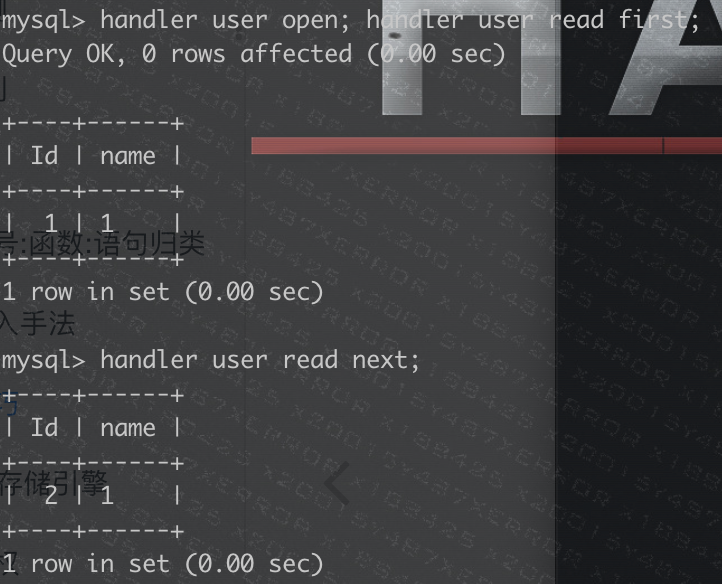 mysql> handler user open; handler user read first;
Query OK, 0 rows affected (0.00 sec)
+----+------+
| Id | name |
+----+------+
| 1 | 1 |
号:函数:语句归类
+----+------+
1 row in set (0.00 sec)
入手法
mysql> handler user read next;
+----+------+
| Id | name |
+----+------+
存储引擎
| 2 | 1 |
+----+------+
1 row in set (0.00 sec)